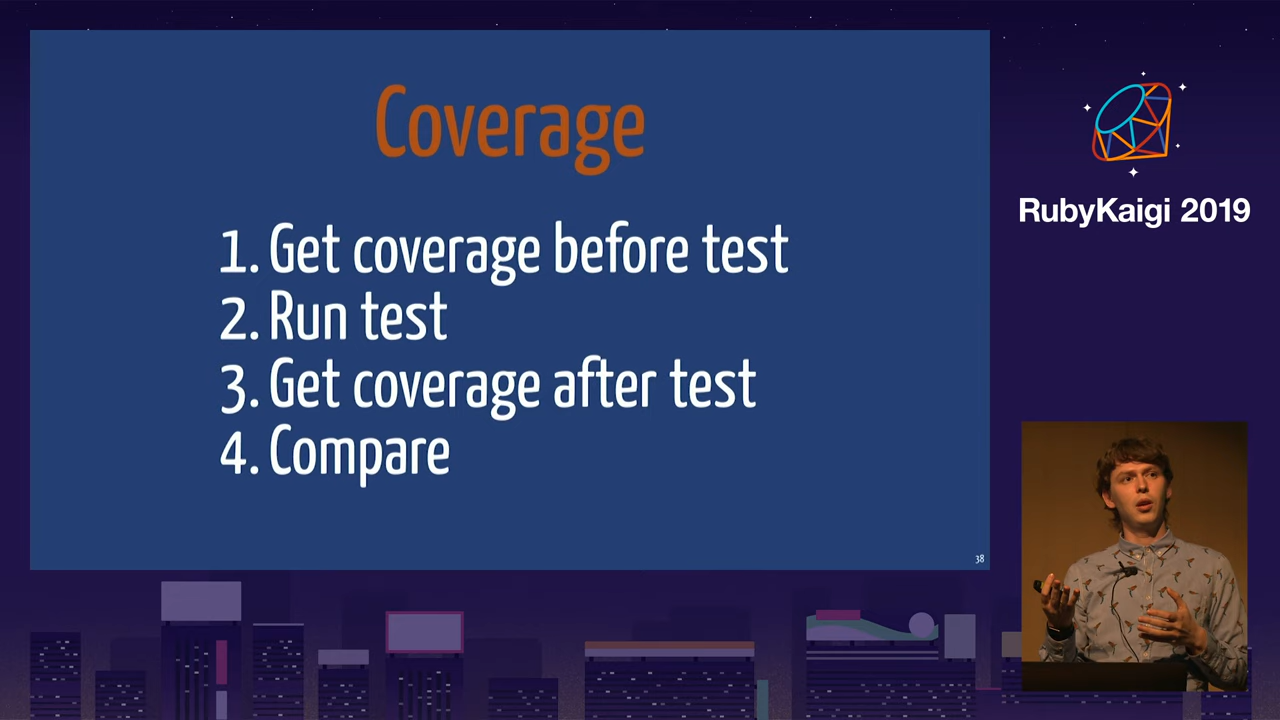 Coverage
1. Get coverage before test
2. Run test
3. Get coverage after test
4. Compare
38
RubyKaigi 2019